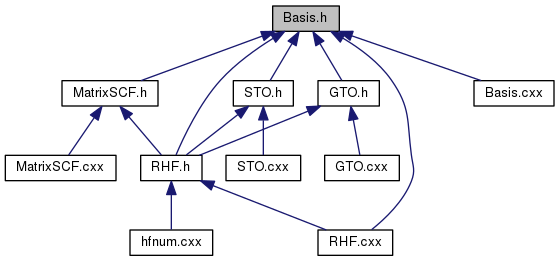 Basis.h
MatrixSCF.h
STO.h
GTO.h
Basis.cxx
MatrixSCF.cxx
RHF.h
STO.cxx
GTO.cxx
hfnum.cxx
RHF.cxx